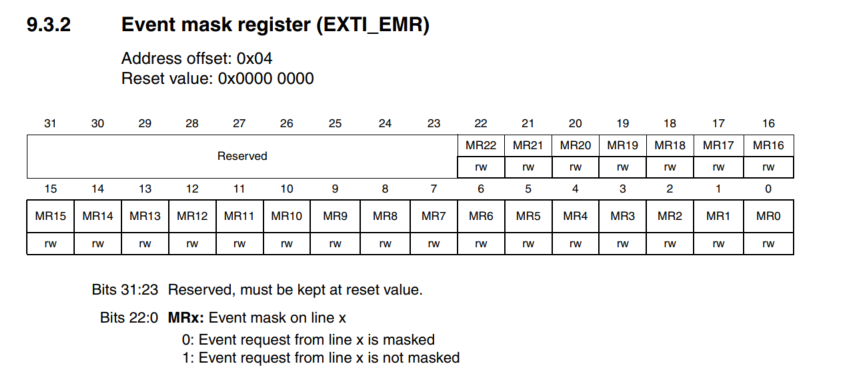 9.3.2 Event mask register (EXTI_EMR)
Address offset: 0x04
Reset value: 0x0000 0000
31 30 29 28 27 26 25 24 23 22 21 20 19 18 17 16
Reserved MR22 MR21 MR20 MR19 MR18 MR17 MR16
rw rw rw rw rw rw rw
15 14 13 12 11 10 9 8 7 6 5 4 3 2 1 0
MR15 MR14 MR13 MR12 MR11 MR10 MR9 MR8 MR7 MR6 MR5 MR4 MR3 MR2 MR1 MR0
rw rw rw rw rw rw rw rw rw rw rw rw rw rw rw rw
Bits 31:23 Reserved, must be kept at reset value.
Bits 22:0 MRx: Event mask on line x
0: Event request from line x is masked
1: Event request from line x is not masked